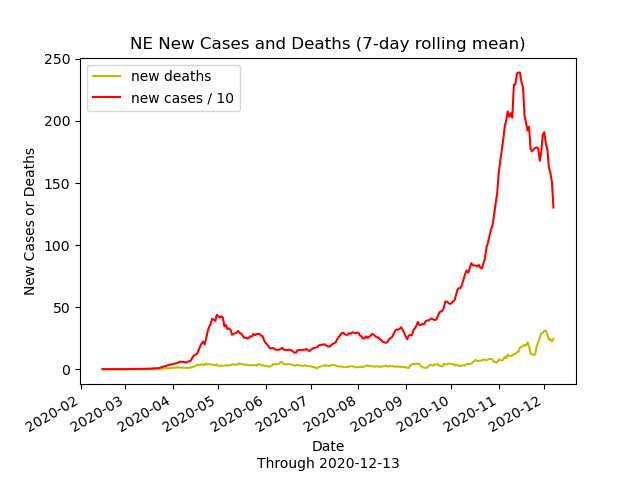 NE New Cases and Deaths (7-day rolling mean)
new deaths
new cases / 10
New Cases or Deaths
250
200
150
100
50
0
2020-02
2020-03
2020-04
2020-05
2020-06
2020-07
2020-08
2020-09
2020-10
2020-11
2020-12
Date
Through 2020-12-13